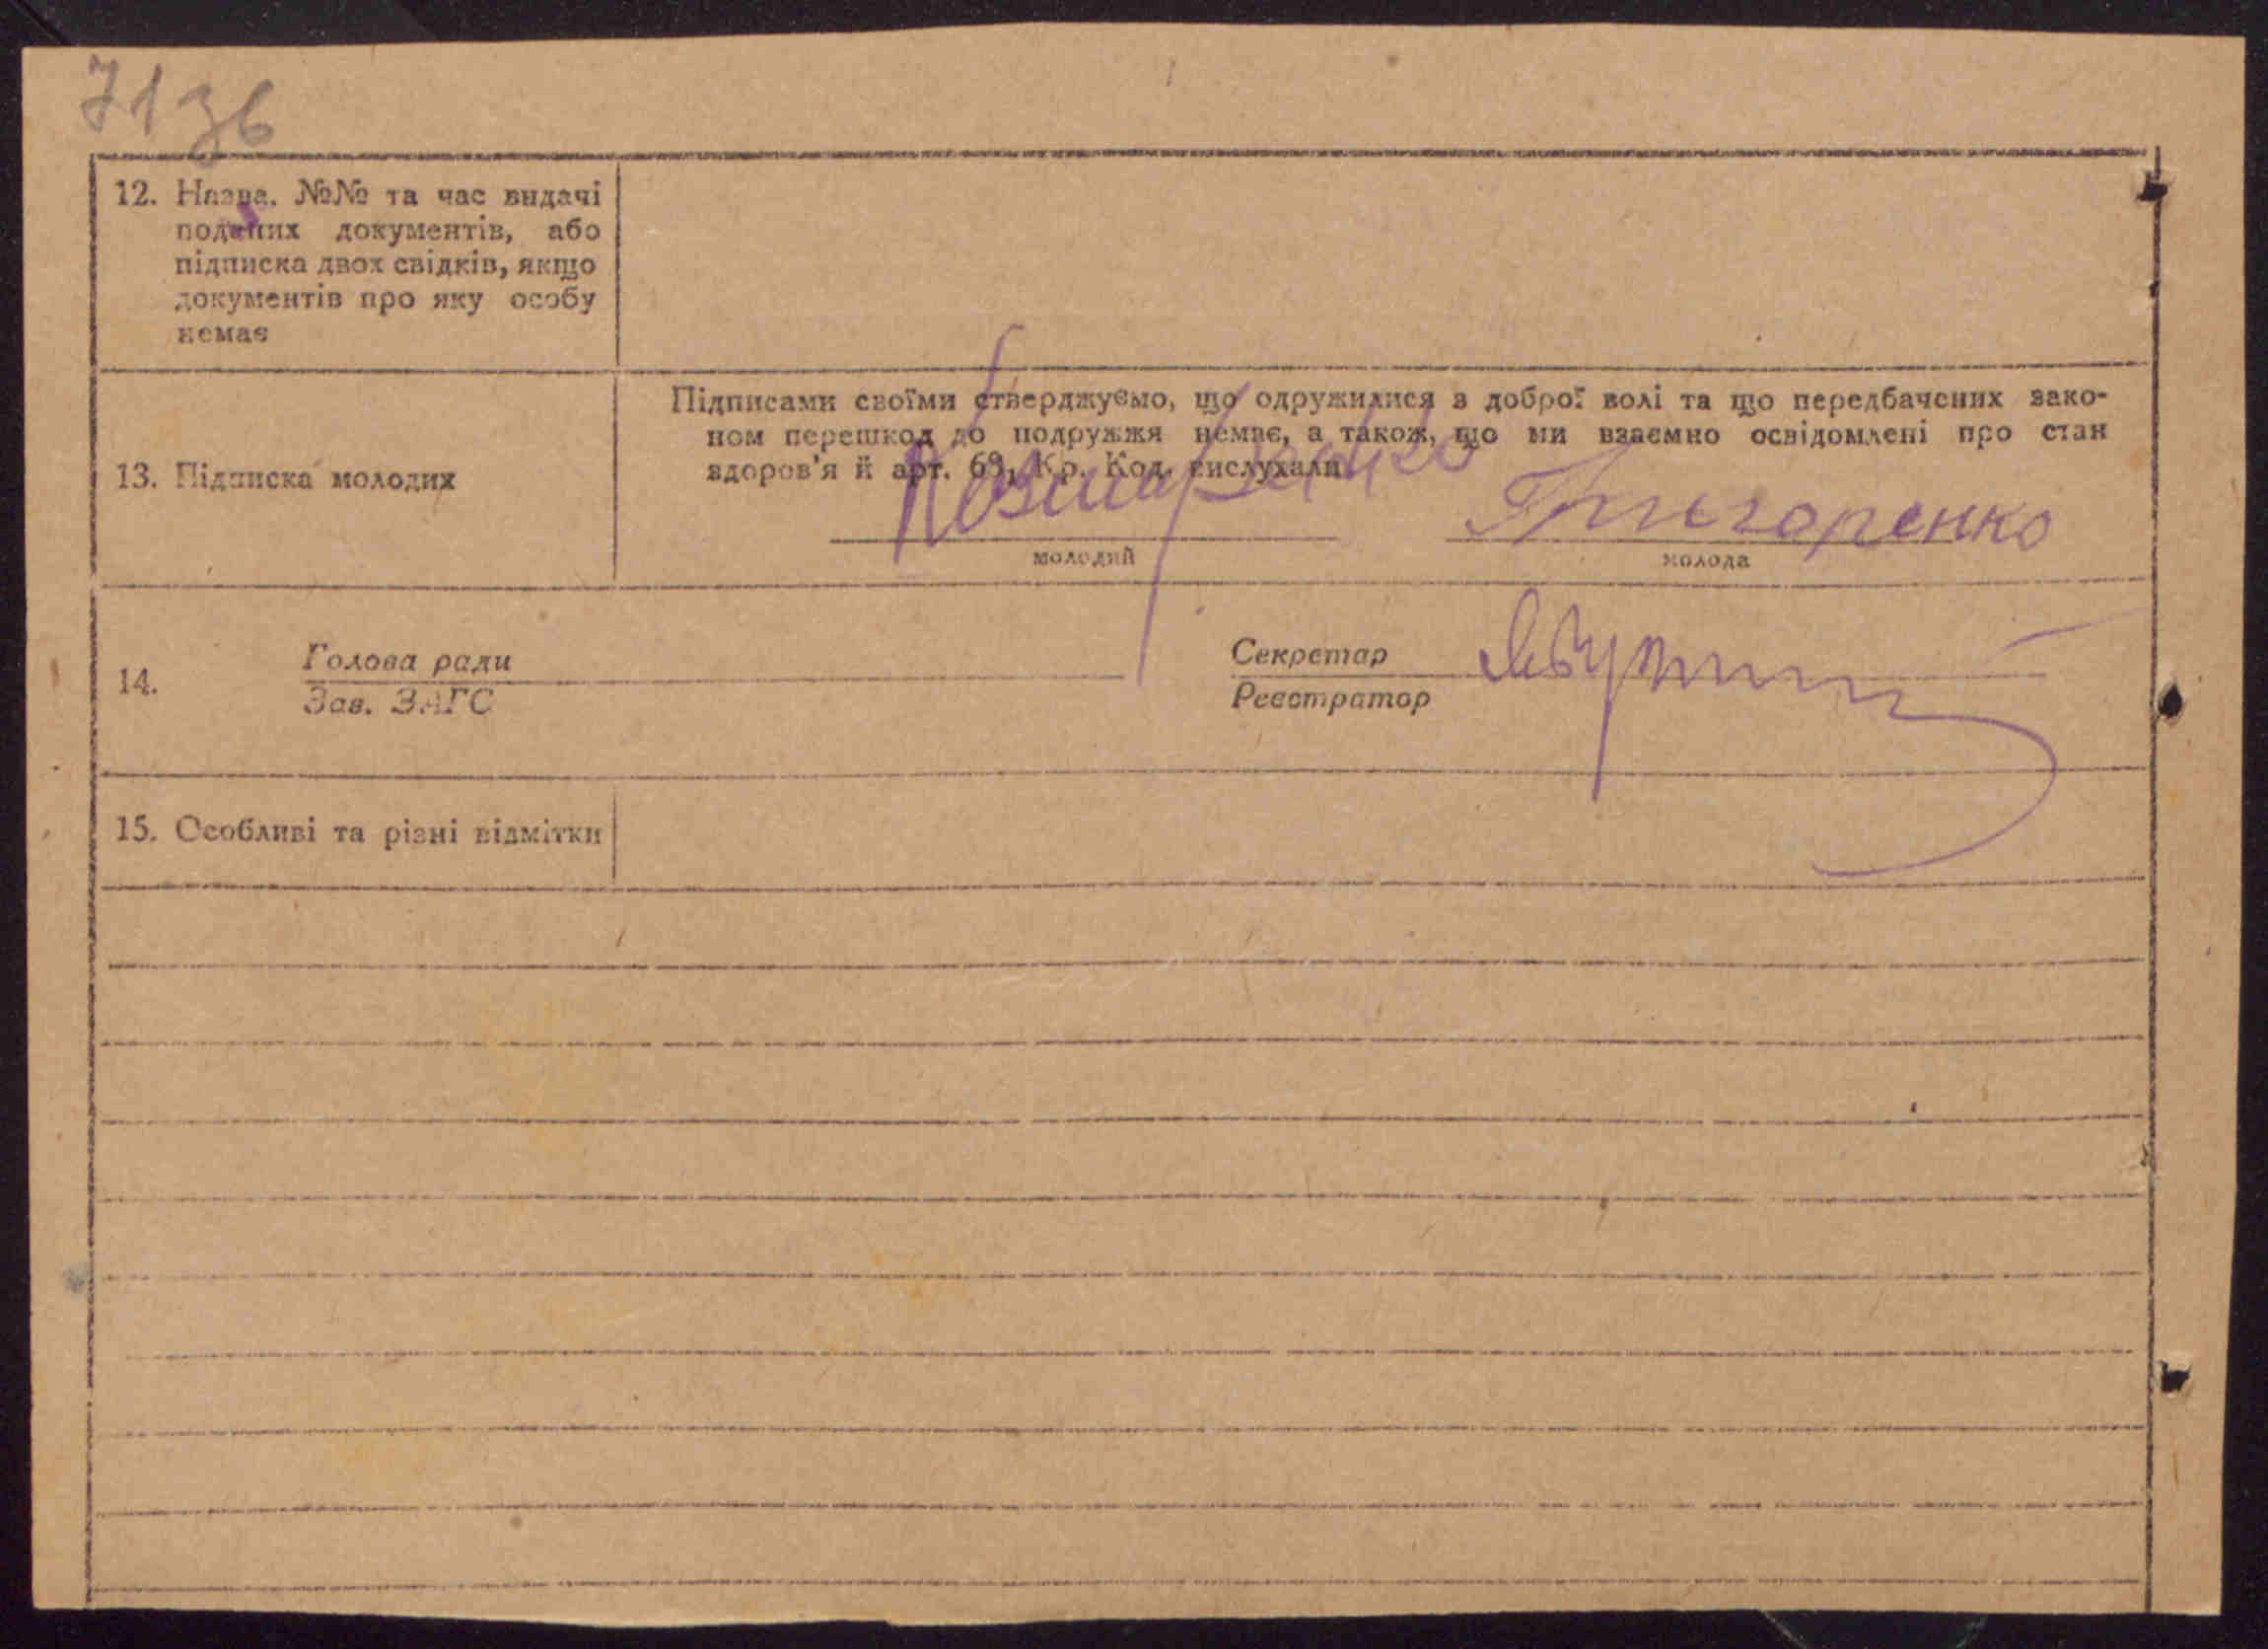 71 зв
12. Назва. №№ та час видачі
поданих документів, або
підписка двох свідків, якщо
документів про яку особу
немає
Підписами своїми стверджуємо, що одружилися з доброї волі та що передбачених зако-
ном перешкод до подружжя немає, а також, що ми взаємно освідомлені про стан
здоров'я й арт. 69, Кр. Код. вислухали
13. Підписка молодих
Григоренко
молодий молода
Голова ради Секретар
14.
Зав. ЗАГС Реєстратор
15. Особливі та різні відмітки